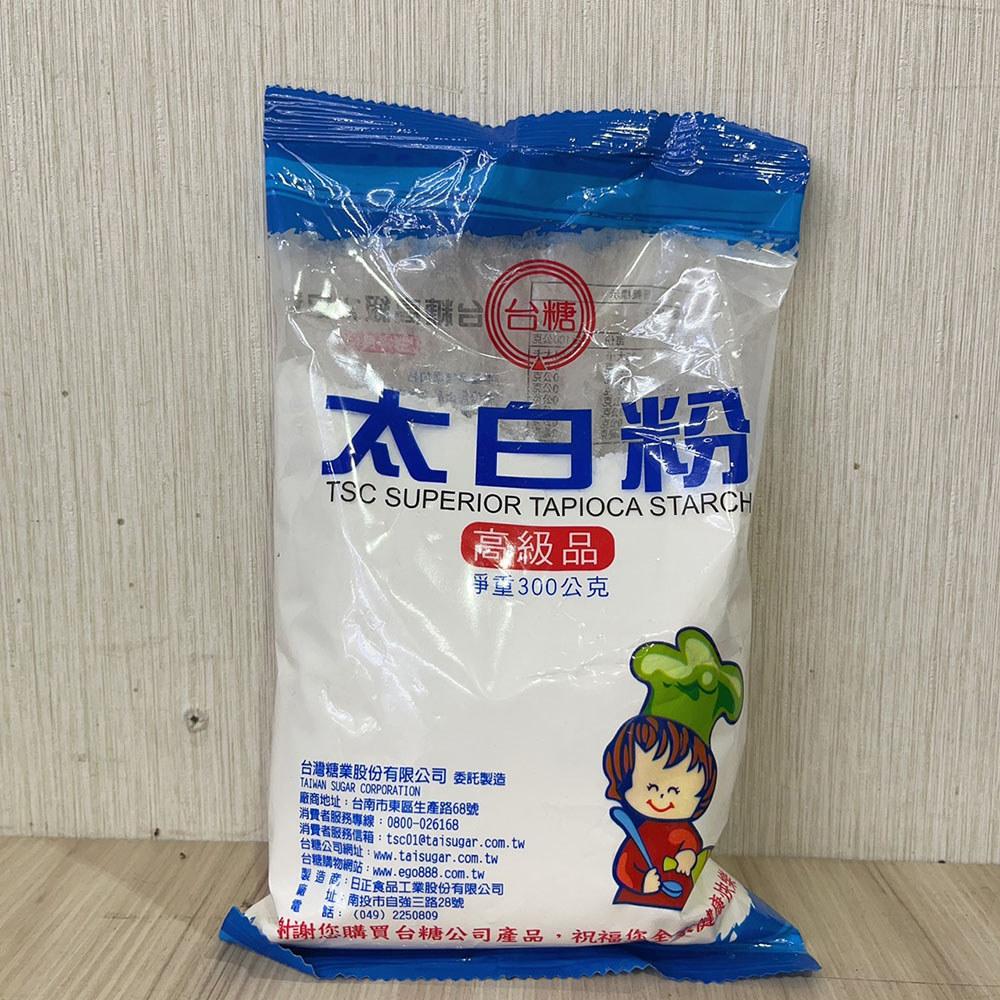 台糖
太白粉
TSC SUPERIOR TAPIOCA STARCH
高級品
淨重300公克
台灣糖業股份有限公司 委託製造
TAIWAN SUGAR CORPORATION
廠商地址：台南市東區生產路68號
消費者服務專線：0800-026168
消費者服務信箱：tsc01@taisugar.com.tw
台糖公司網址：www.taisugar.com.tw
台糖購物網站：www.ego888.com.tw
製造商：日正食品工業股份有限公司
廠址：南投市自強三路28號
電話：(049) 2250809
謝謝您購買台糖公司產品，祝福你全家健康快樂